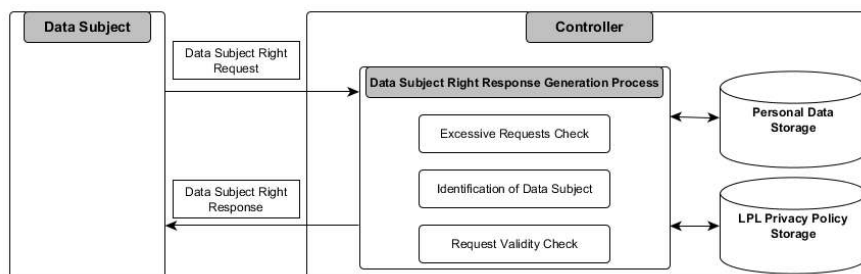 Data Subject
Controller
Data Subject Right
Request
Data Subject Right Response Generation Process
Excessive Requests Check
Personal Data
Storage
Identification of Data Subject
Data Subject Right
Response
LPL Privacy Policy
Storage
Request Validity Check